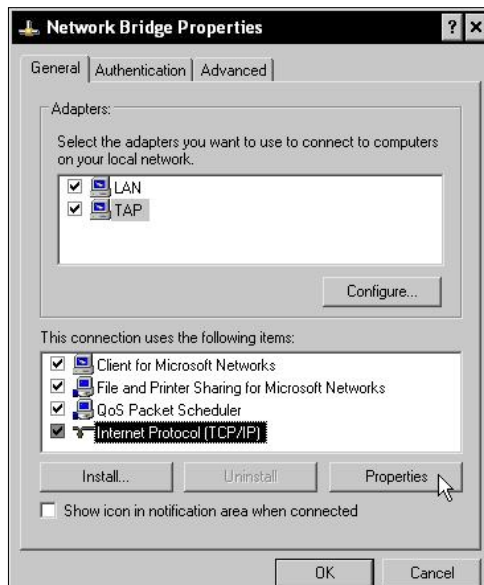 Network Bridge Properties
General Authentication Advanced
Adapters:
Select the adapters you want to use to connect to computers
on your local network.
LAN
TAP
Configure...
This connection uses the following items:
Client for Microsoft Networks
File and Printer Sharing for Microsoft Networks
QoS Packet Scheduler
Internet Protocol (TCP/IP)
Install... Uninstall Properties
Show icon in notification area when connected
OK Cancel